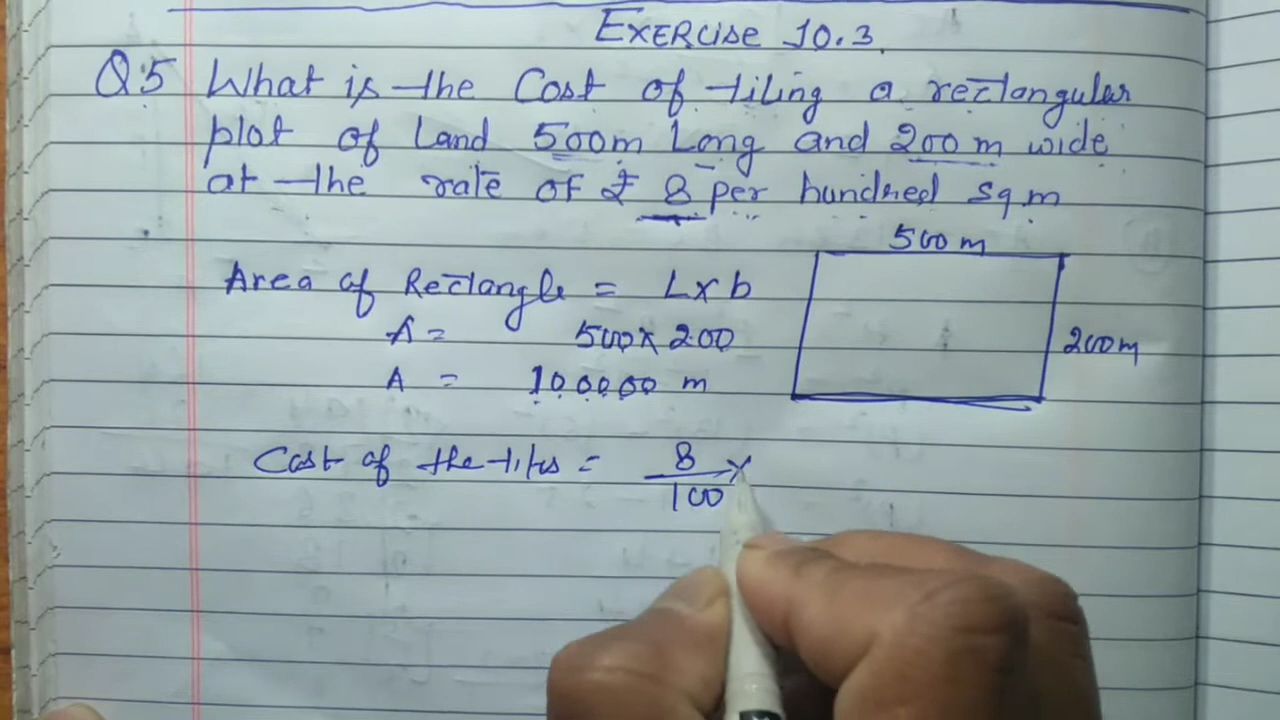 Exercise 10.3
Q5 What is the Cost of tiling a rectangular
plot of Land 500m Long and 200 m wide
at the rate of ₹ 8 per hundred sq m
500 m
Area of Rectangle = L x b
A = 500 x 200
200m
A = 100000 m
Cost of the tiles = 8/100 x